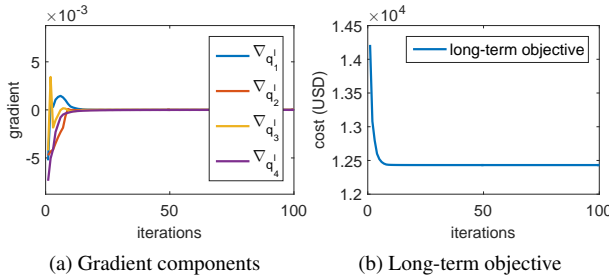 ×10⁻³
5
0
-5
gradient
0
50
100
iterations
∇q₁ˡ
∇q₂ˡ
∇q₃ˡ
∇q₄ˡ
(a) Gradient components
×10⁴
1.45
1.4
1.35
1.3
1.25
1.2
cost (USD)
0
50
100
iterations
long-term objective
(b) Long-term objective